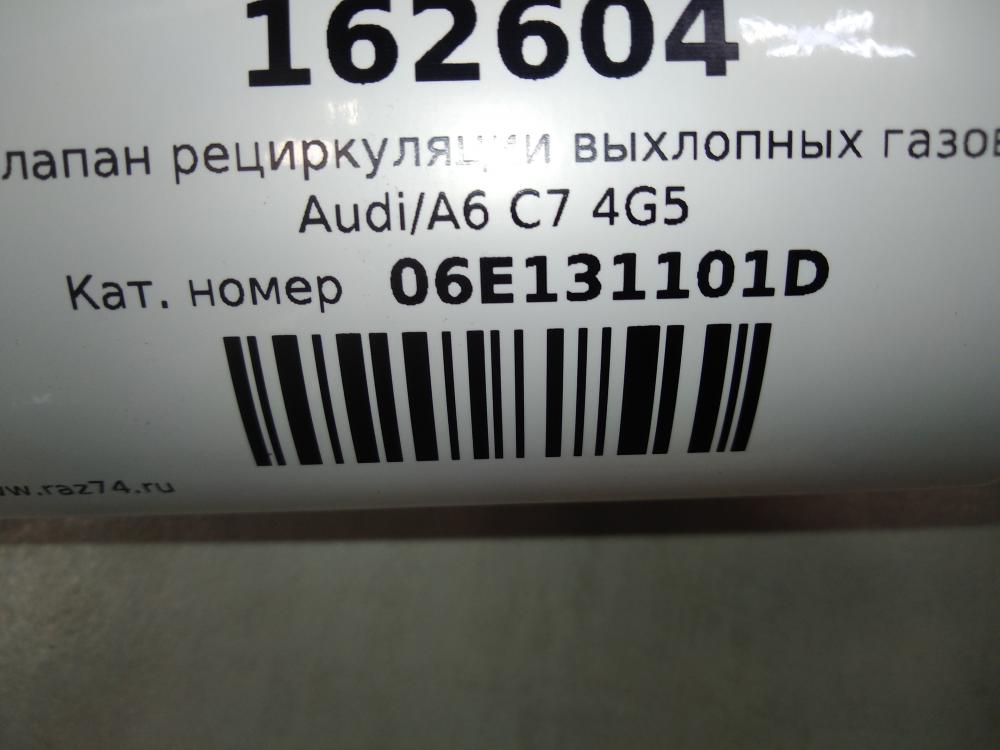 162604
лапан рециркуляции выхлопных газов
Audi/A6 C7 4G5
Кат. номер 06E131101D
ww.raz74.ru